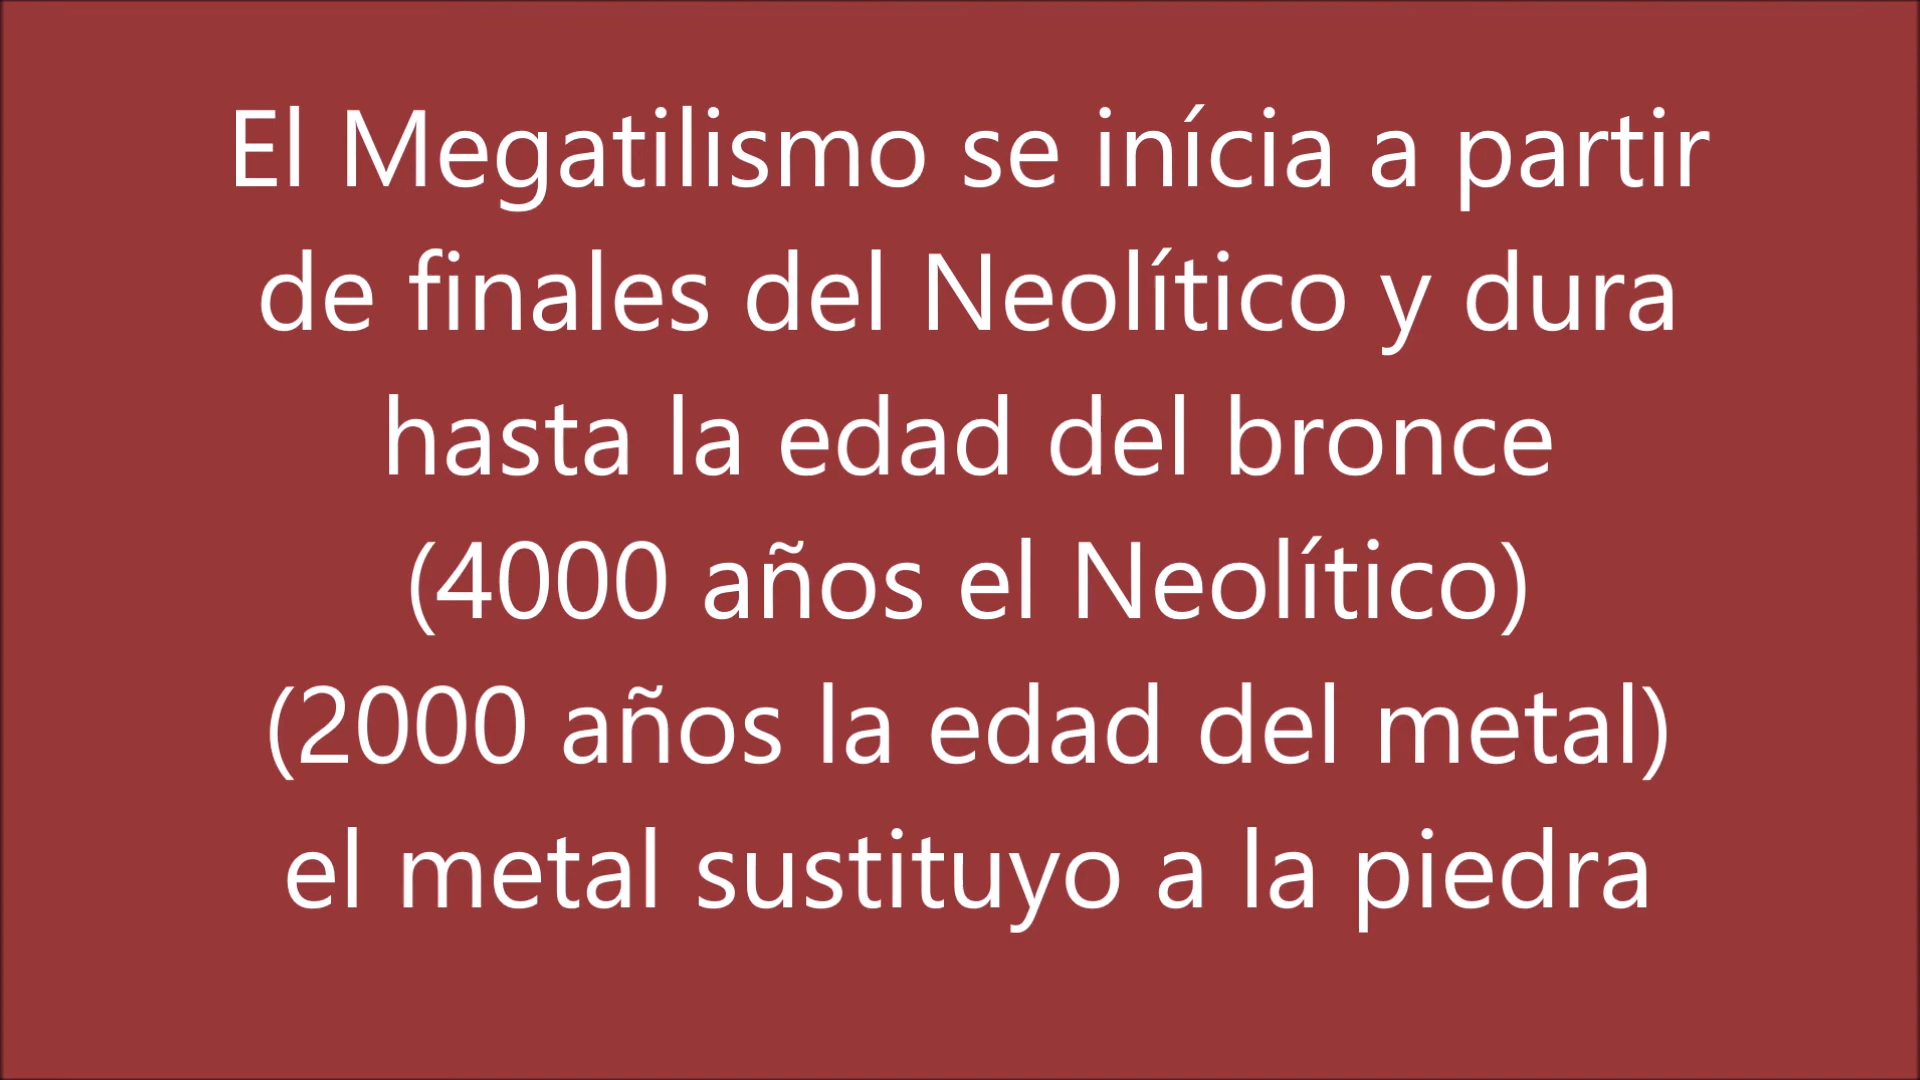 El Megatilismo se inícia a partir
de finales del Neolítico y dura
hasta la edad del bronce
(4000 años el Neolítico)
(2000 años la edad del metal)
el metal sustituyo a la piedra